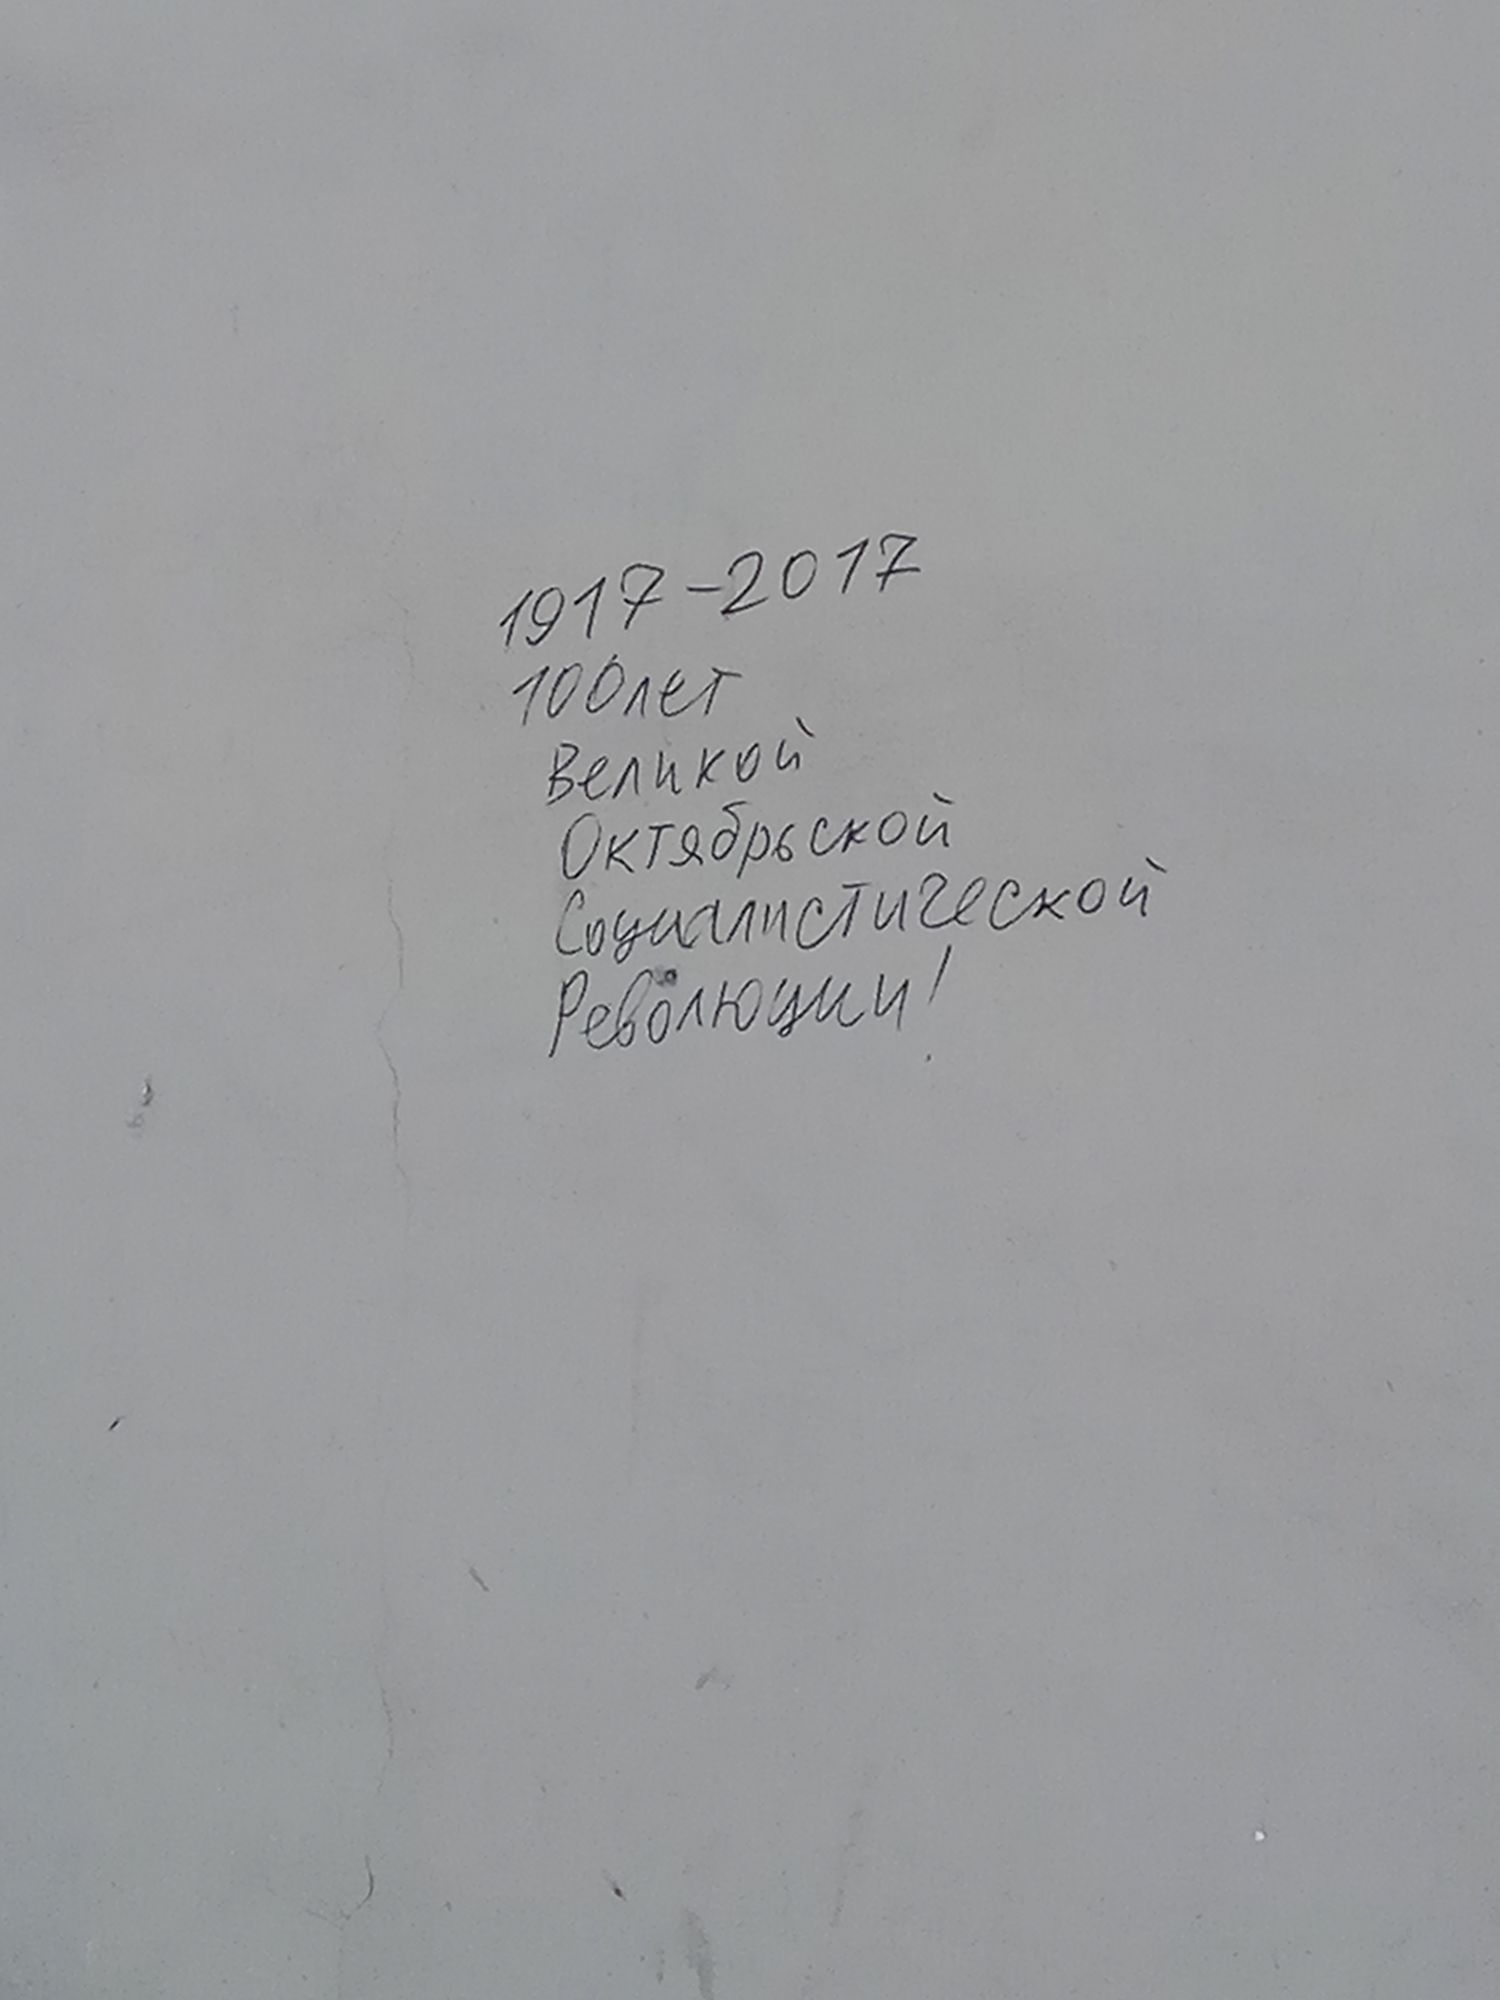 1917-2017
100лет
Великой
Октябрьской
Социалистической
Революции!